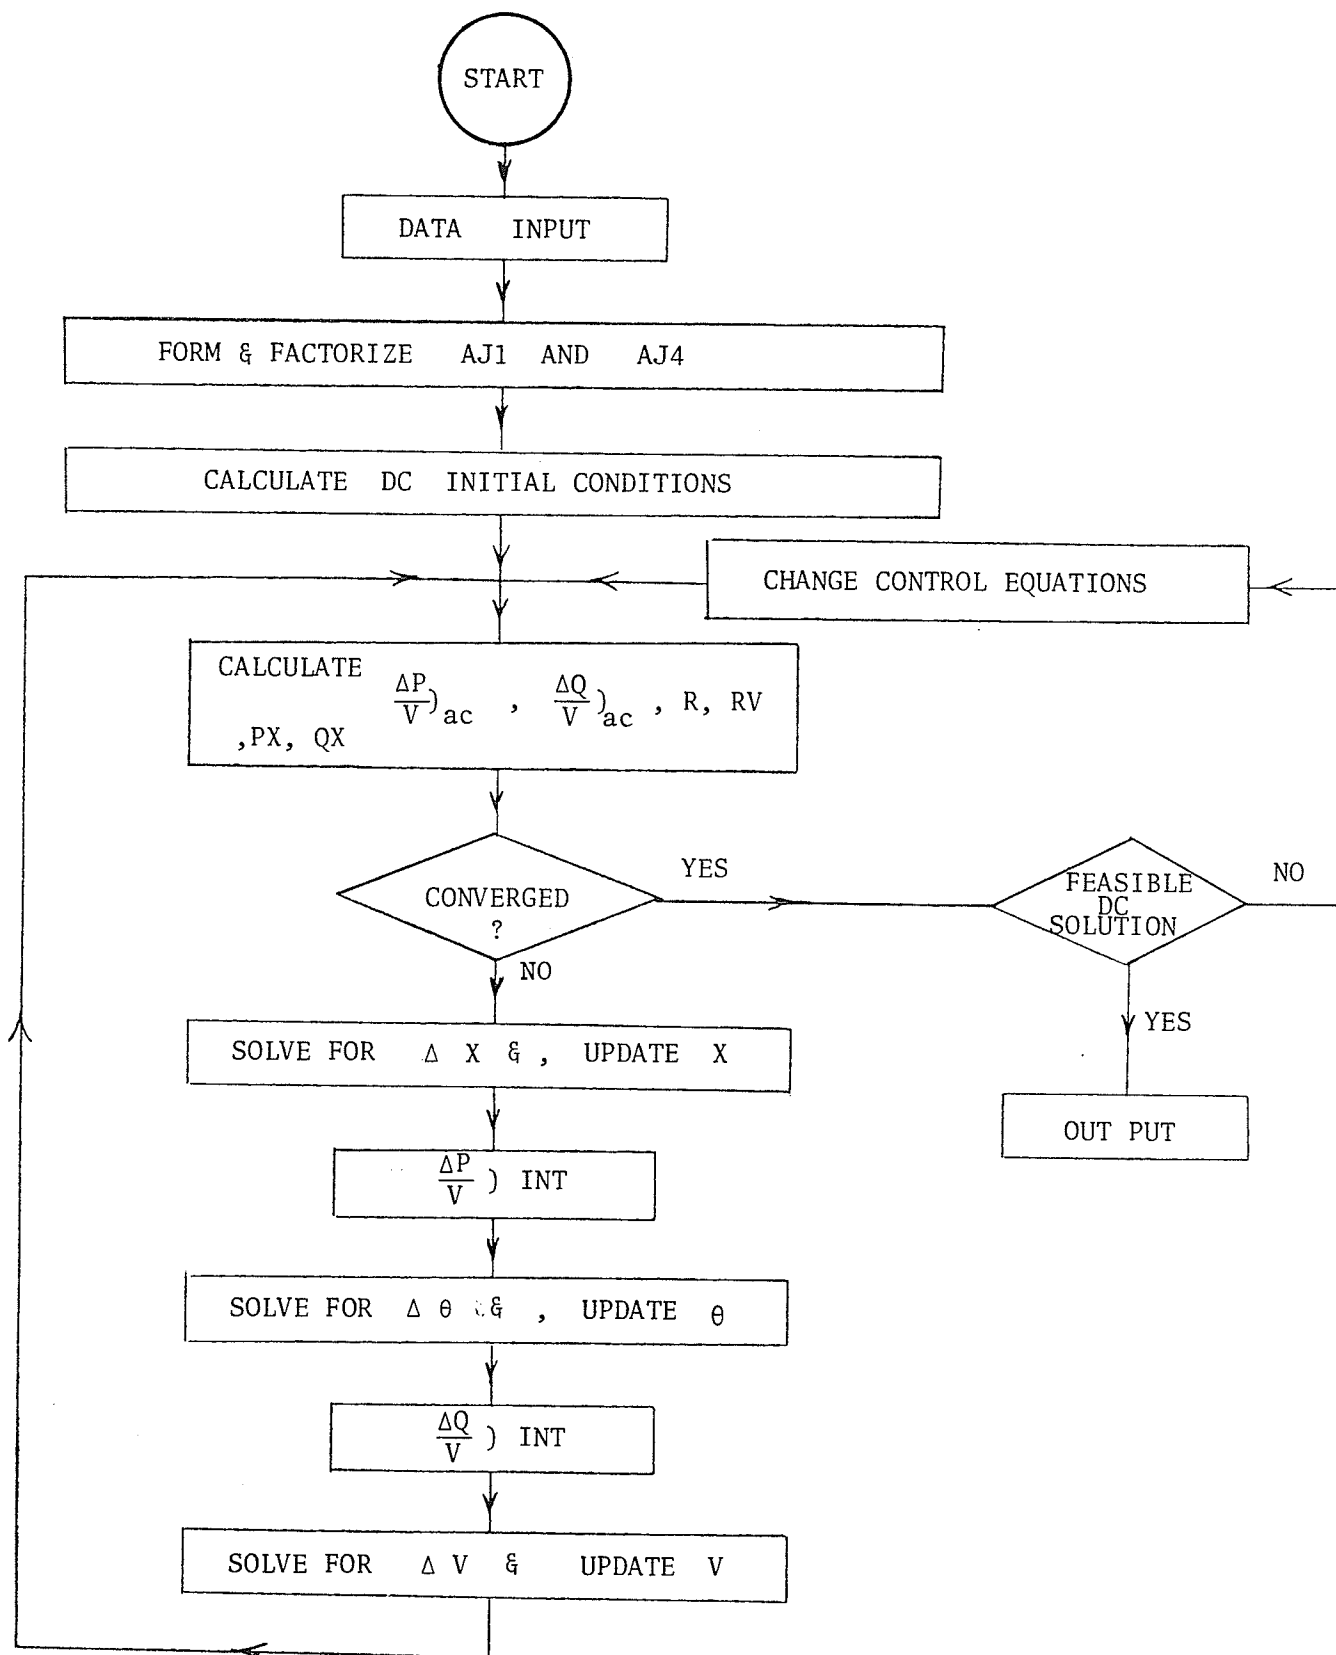 START
DATA INPUT
FORM & FACTORIZE AJ1 AND AJ4
CALCULATE DC INITIAL CONDITIONS
CHANGE CONTROL EQUATIONS
CALCULATE ΔP/V)ac , ΔQ/V)ac , R, RV
,PX, QX
CONVERGED
?
YES
NO
FEASIBLE
DC
SOLUTION
NO
YES
OUT PUT
SOLVE FOR Δ X & , UPDATE X
ΔP/V ) INT
SOLVE FOR Δ θ & , UPDATE θ
ΔQ/V ) INT
SOLVE FOR Δ V & UPDATE V